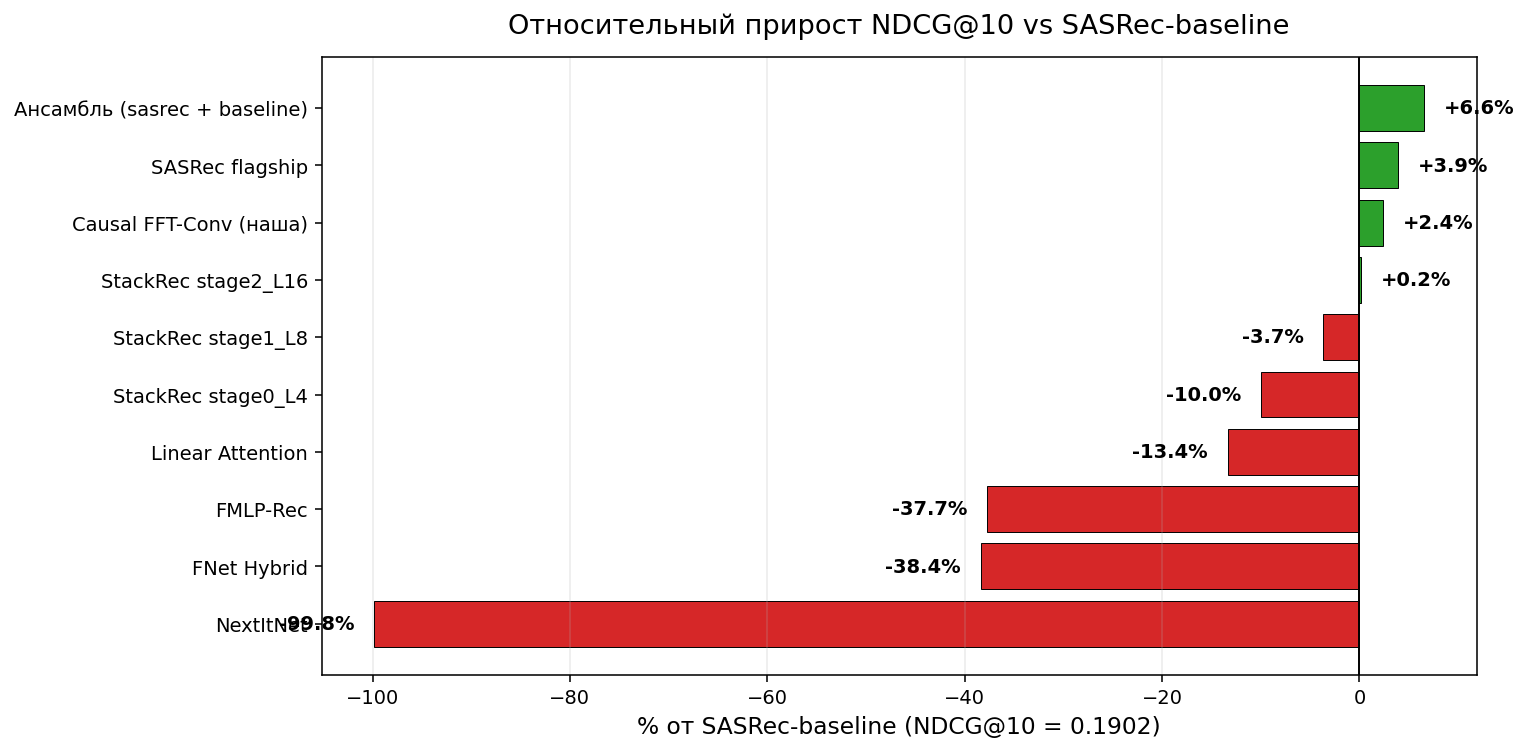 Относительный прирост NDCG@10 vs SASRec-baseline
Ансамбль (sasrec + baseline) +6.6%
SASRec flagship +3.9%
Causal FFT-Conv (наша) +2.4%
StackRec stage2_L16 +0.2%
StackRec stage1_L8 -3.7%
StackRec stage0_L4 -10.0%
Linear Attention -13.4%
FMLP-Rec -37.7%
FNet Hybrid -38.4%
NextItNet -99.8%
−100 −80 −60 −40 −20 0
% от SASRec-baseline (NDCG@10 = 0.1902)